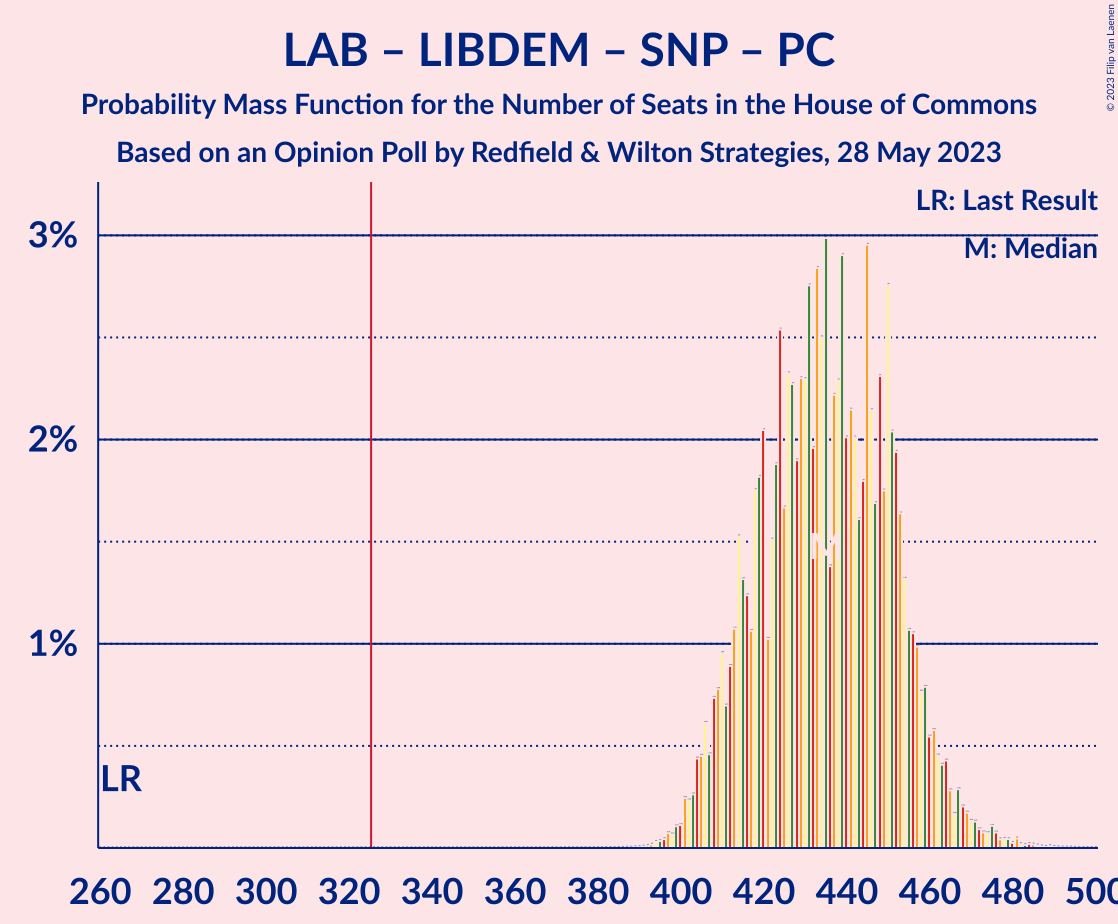 LAB – LIBDEM – SNP – PC
Probability Mass Function for the Number of Seats in the House of Commons
Based on an Opinion Poll by Redfield & Wilton Strategies, 28 May 2023
© 2023 Filip van Laenen
LR: Last Result
M: Median
3%
2%
1%
LR
M
260 280 300 320 340 360 380 400 420 440 460 480 500